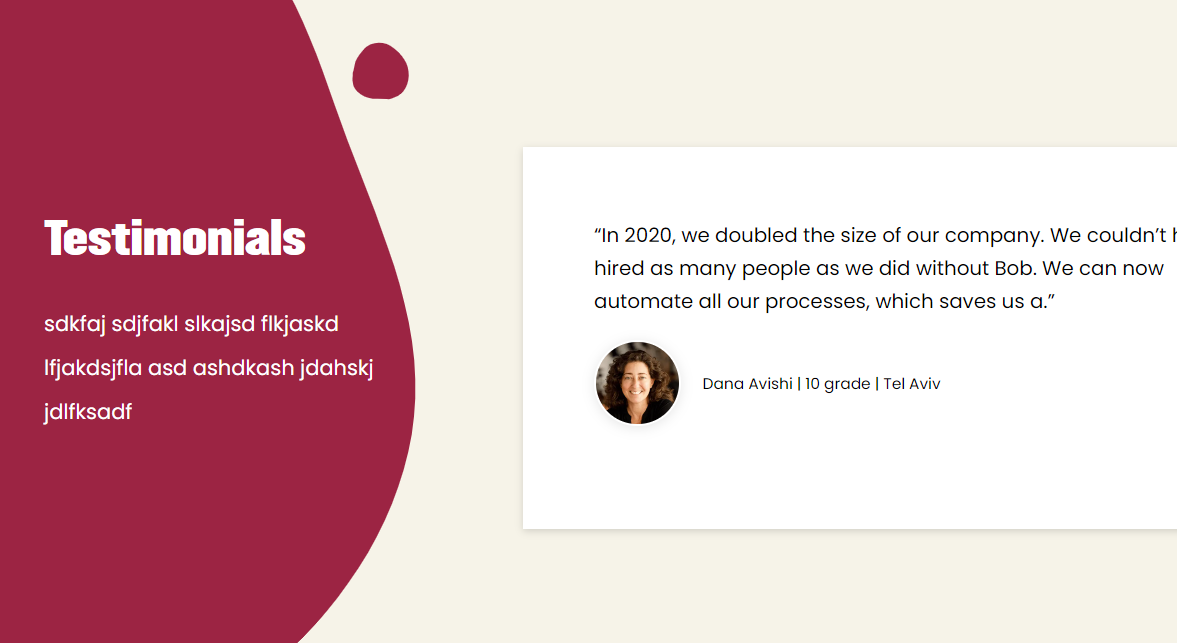 Testimonials
sdkfaj sdjfakl slkajsd flkjaskd
lfjakdsjfla asd ashdkash jdahskj
jdlfksadf
“In 2020, we doubled the size of our company. We couldn’t
hired as many people as we did without Bob. We can now
automate all our processes, which saves us a.”
Dana Avishi | 10 grade | Tel Aviv